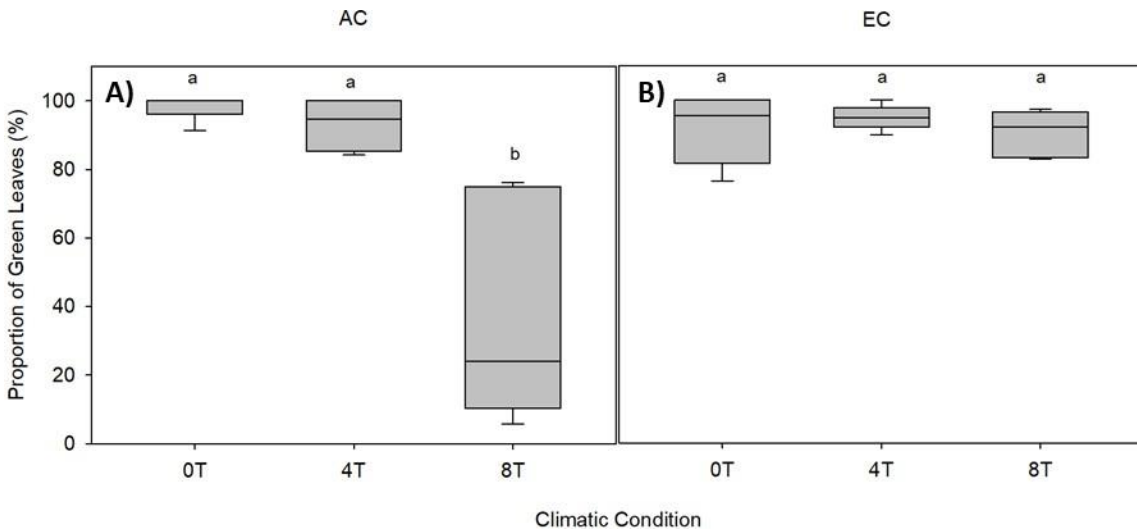 AC
EC
Proportion of Green Leaves (%)
A)
a
a
b
100
80
60
40
20
0
0T
4T
8T
B)
a
a
a
0T
4T
8T
Climatic Condition